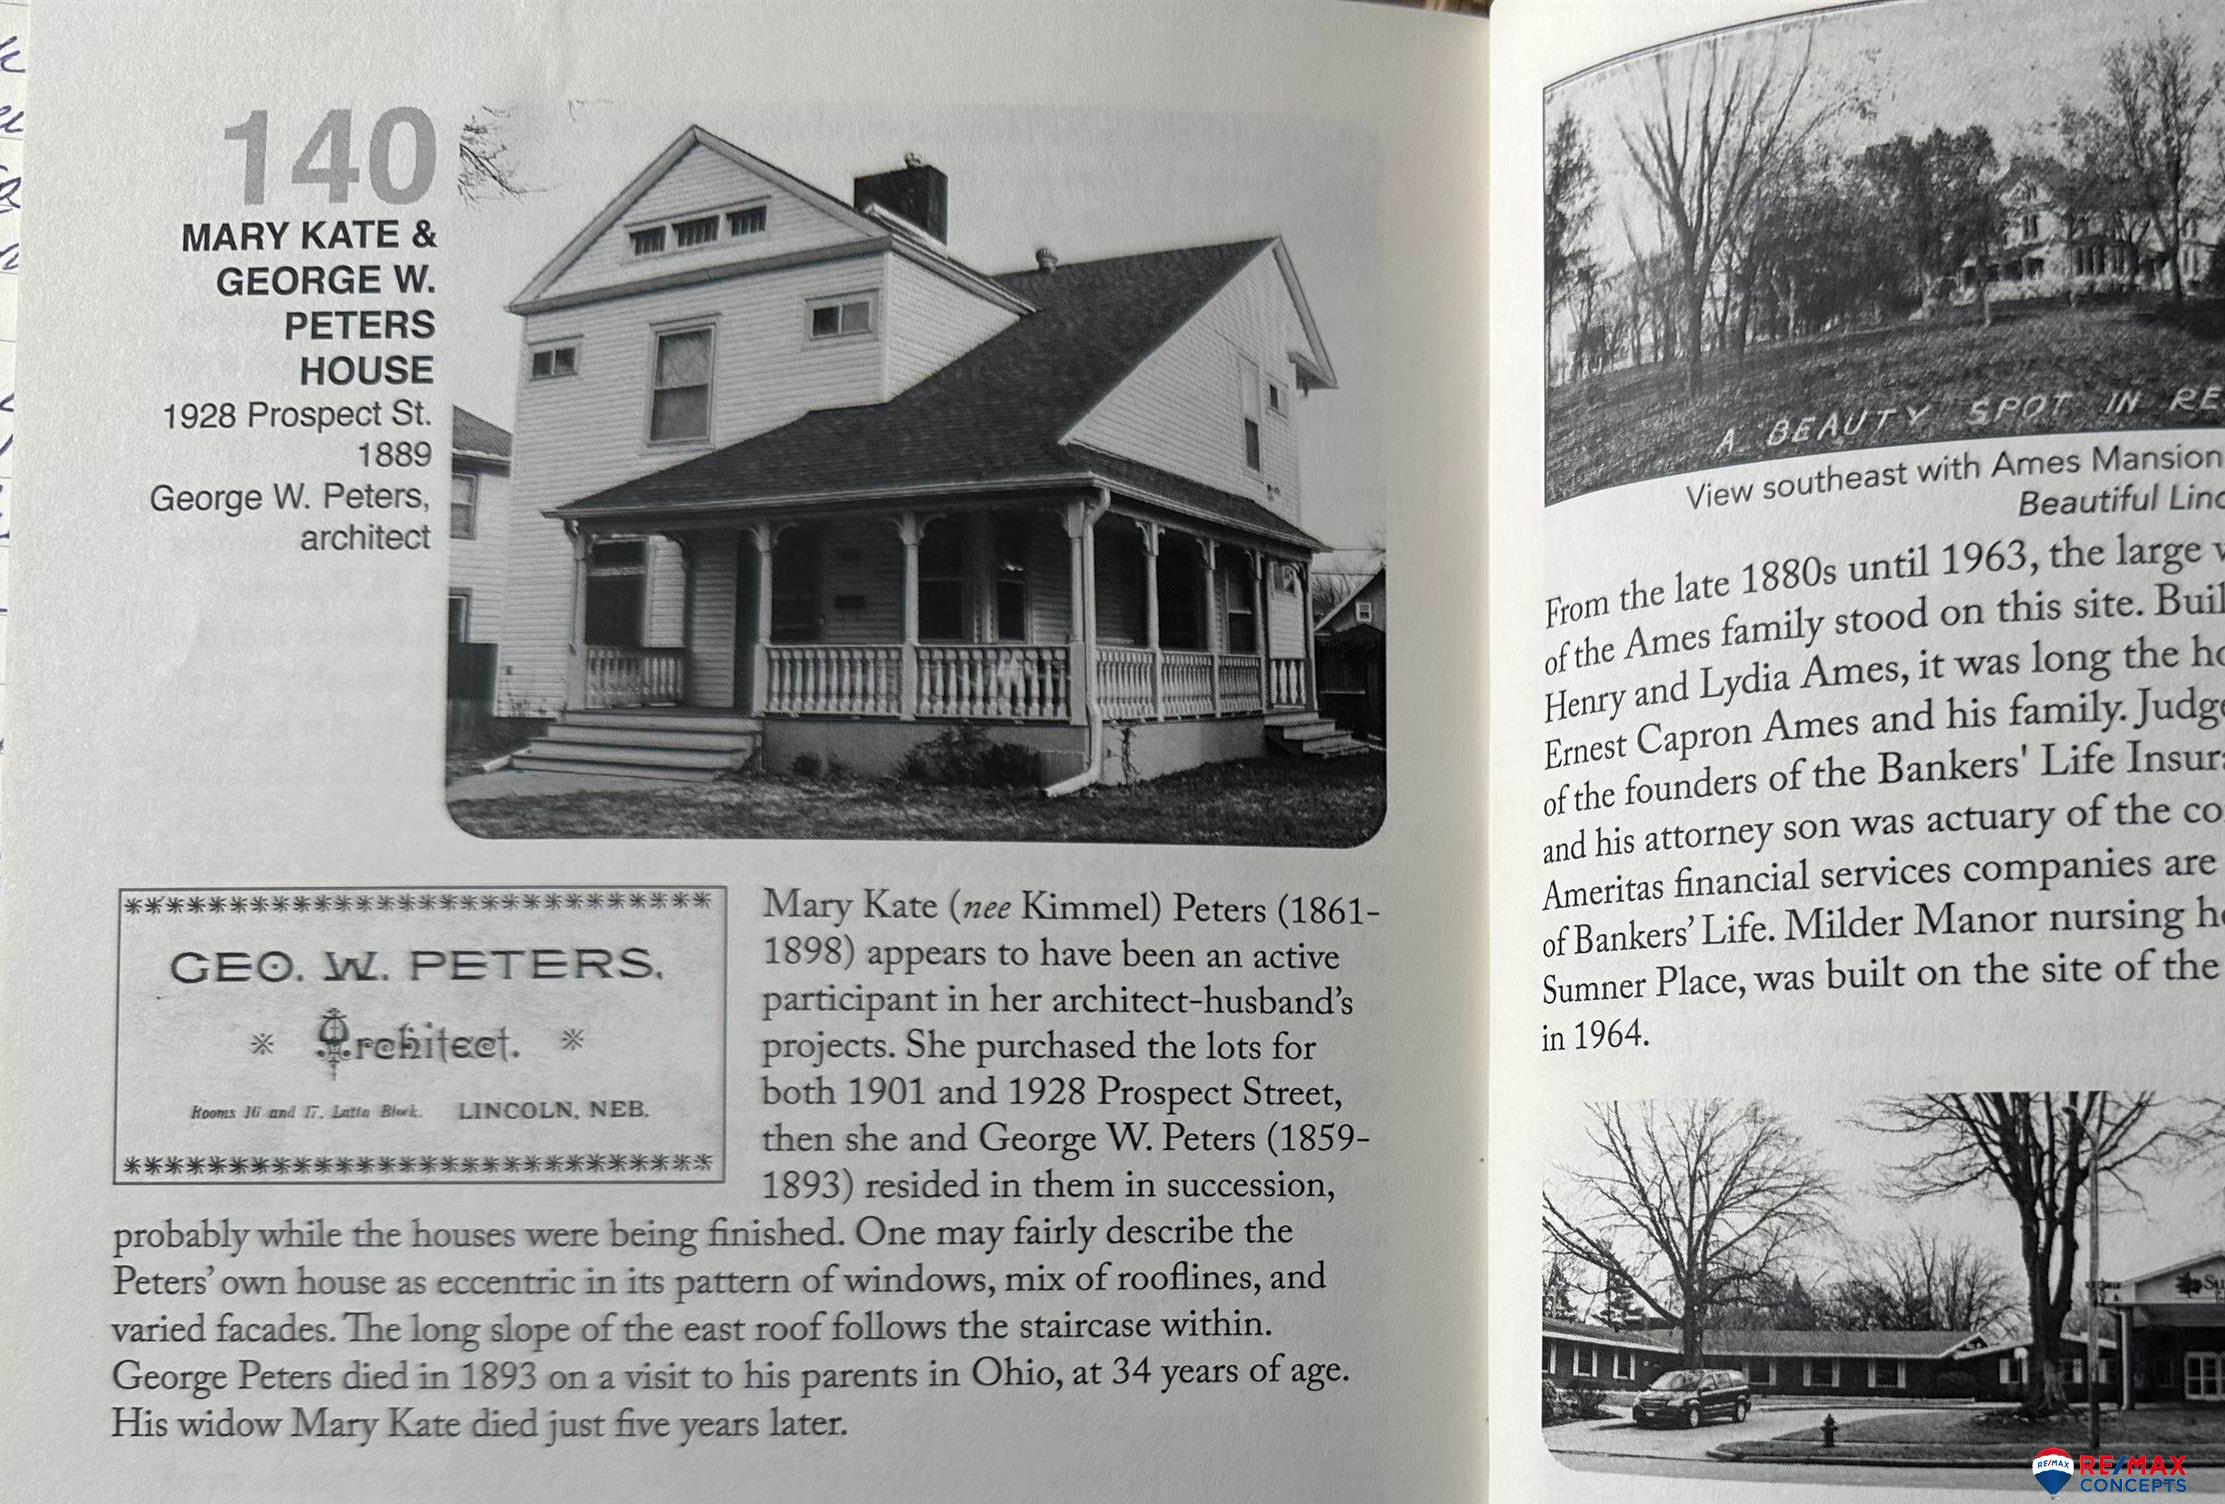 140
MARY KATE &
GEORGE W.
PETERS
HOUSE
1928 Prospect St.
1889
George W. Peters,
architect
GEO. W. PETERS,
Architect.
Rooms 16 and 17, Latta Block. LINCOLN, NEB.
Mary Kate (nee Kimmel) Peters (1861-
1898) appears to have been an active
participant in her architect-husband's
projects. She purchased the lots for
both 1901 and 1928 Prospect Street,
then she and George W. Peters (1859-
1893) resided in them in succession,
probably while the houses were being finished. One may fairly describe the
Peters' own house as eccentric in its pattern of windows, mix of rooflines, and
varied facades. The long slope of the east roof follows the staircase within.
George Peters died in 1893 on a visit to his parents in Ohio, at 34 years of age.
His widow Mary Kate died just five years later.
A BEAUTY SPOT IN
View southeast with Ames Mansion
Beautiful
From the late 1880s until 1963, the large
of the Ames family stood on this site.
Henry and Lydia Ames, it was long the
Ernest Capron Ames and his family.
of the founders of the Bankers' Life
and his attorney son was actuary of the
Ameritas financial services companies are
of Bankers' Life. Milder Manor nursing
Sumner Place, was built on the site of the
in 1964.
RE/MAX
RE/MAX
CONCEPTS